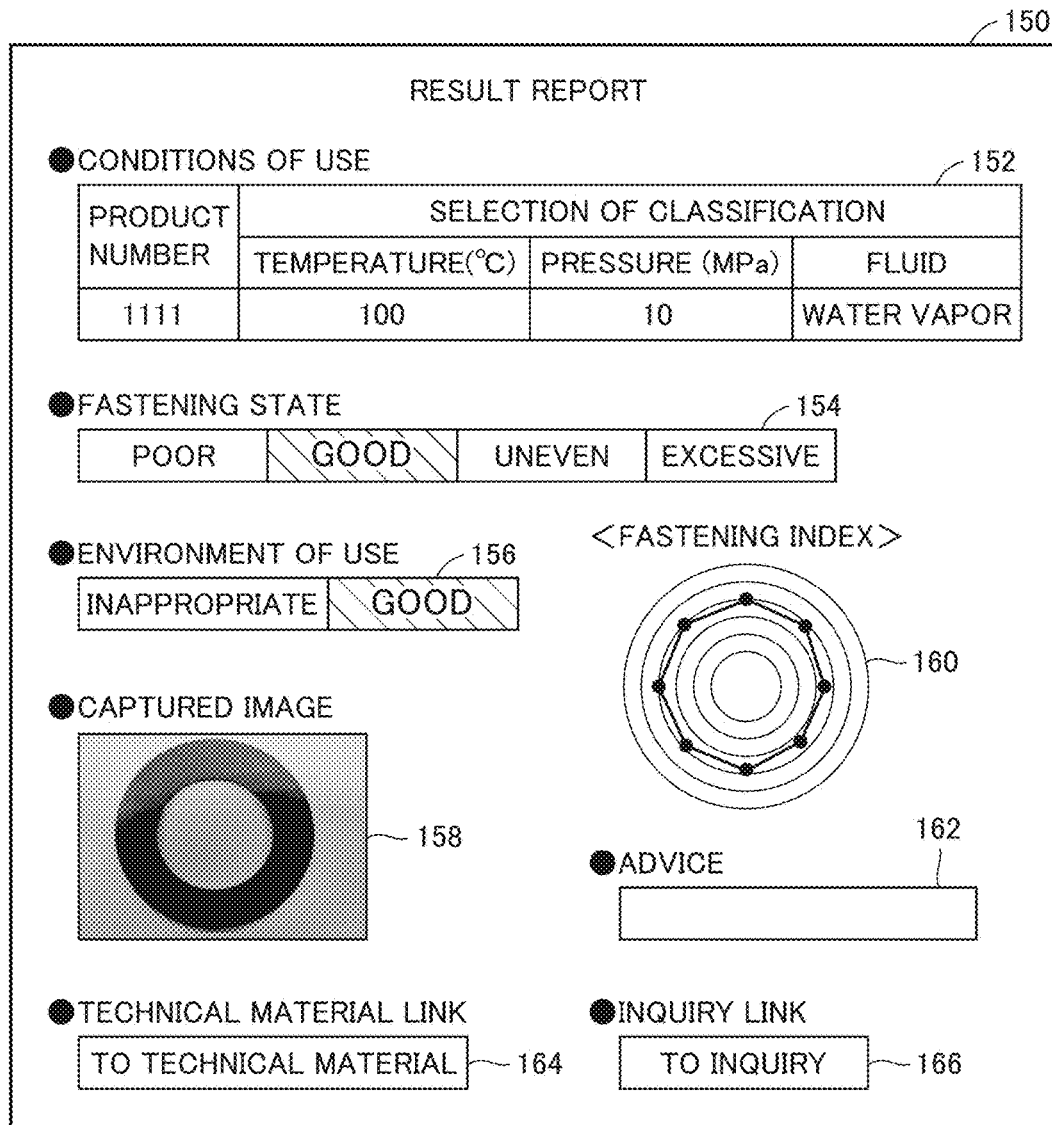 150
RESULT REPORT
●CONDITIONS OF USE
152
PRODUCT NUMBER
SELECTION OF CLASSIFICATION
TEMPERATURE(℃) PRESSURE (MPa) FLUID
1111 100 10 WATER VAPOR
●FASTENING STATE
154
POOR GOOD UNEVEN EXCESSIVE
●ENVIRONMENT OF USE
156
INAPPROPRIATE GOOD
<FASTENING INDEX>
160
●CAPTURED IMAGE
158
●ADVICE
162
●TECHNICAL MATERIAL LINK
TO TECHNICAL MATERIAL
164
●INQUIRY LINK
TO INQUIRY
166